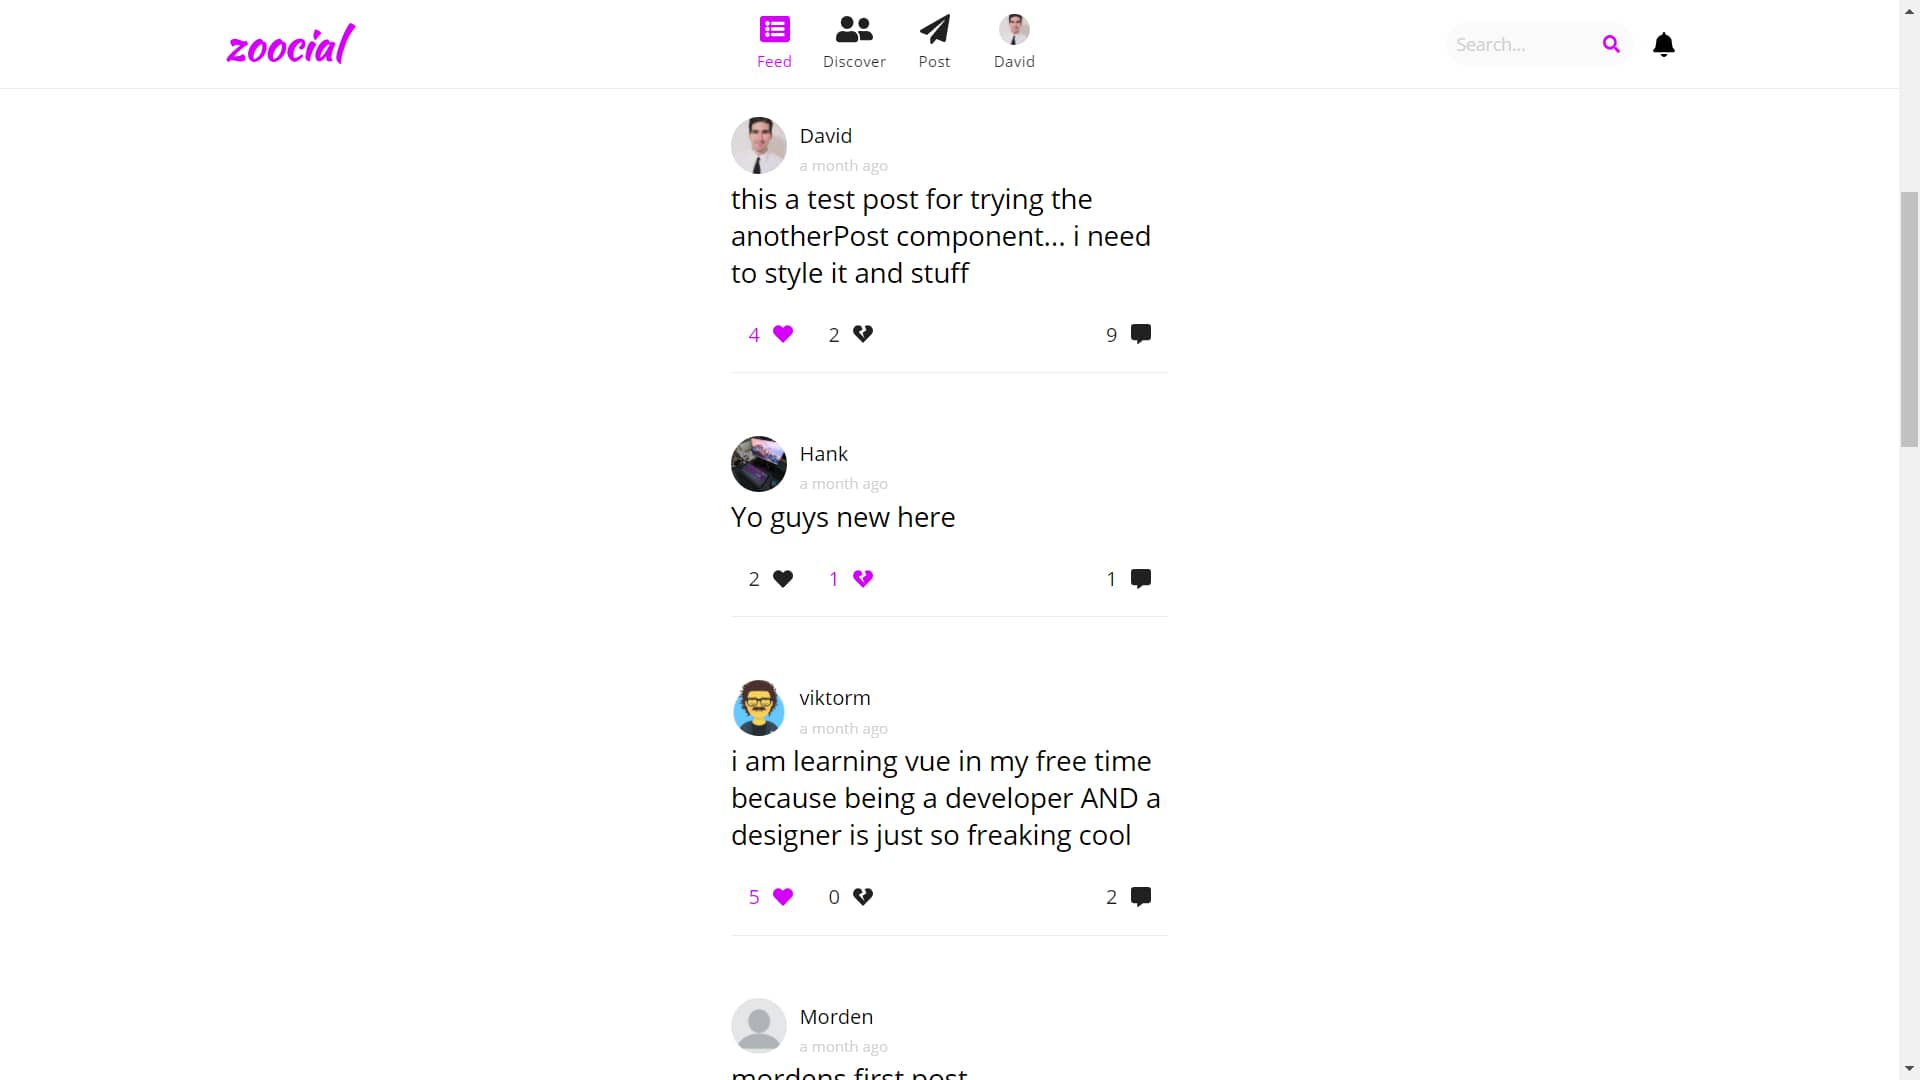 zoocial
Feed
Discover
Post
David
Search...
David
a month ago
this a test post for trying the
anotherPost component... i need
to style it and stuff
4
2
9
Hank
a month ago
Yo guys new here
2
1
1
viktorm
a month ago
i am learning vue in my free time
because being a developer AND a
designer is just so freaking cool
5
0
2
Morden
a month ago
mordens first post